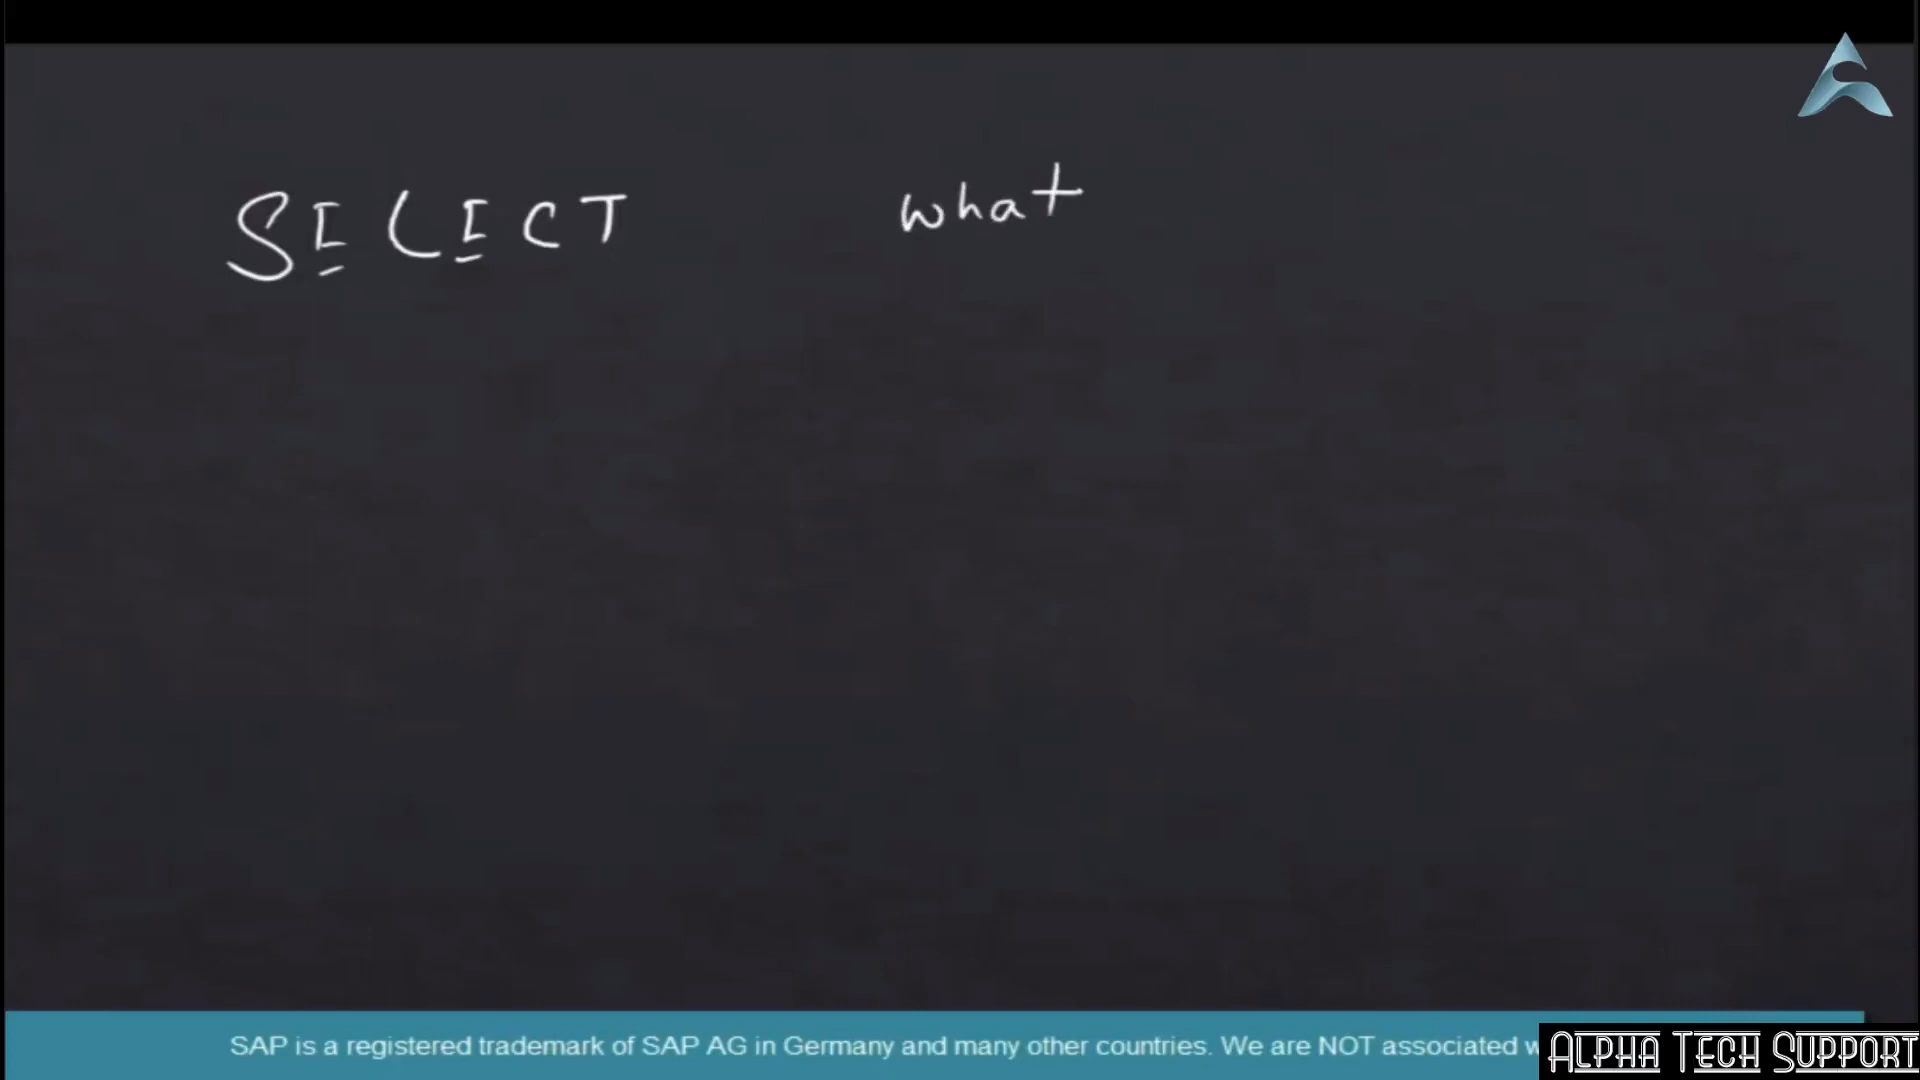 SELECT what
SAP is a registered trademark of SAP AG in Germany and many other countries. We are NOT associated
ALPHA TECH SUPPORT